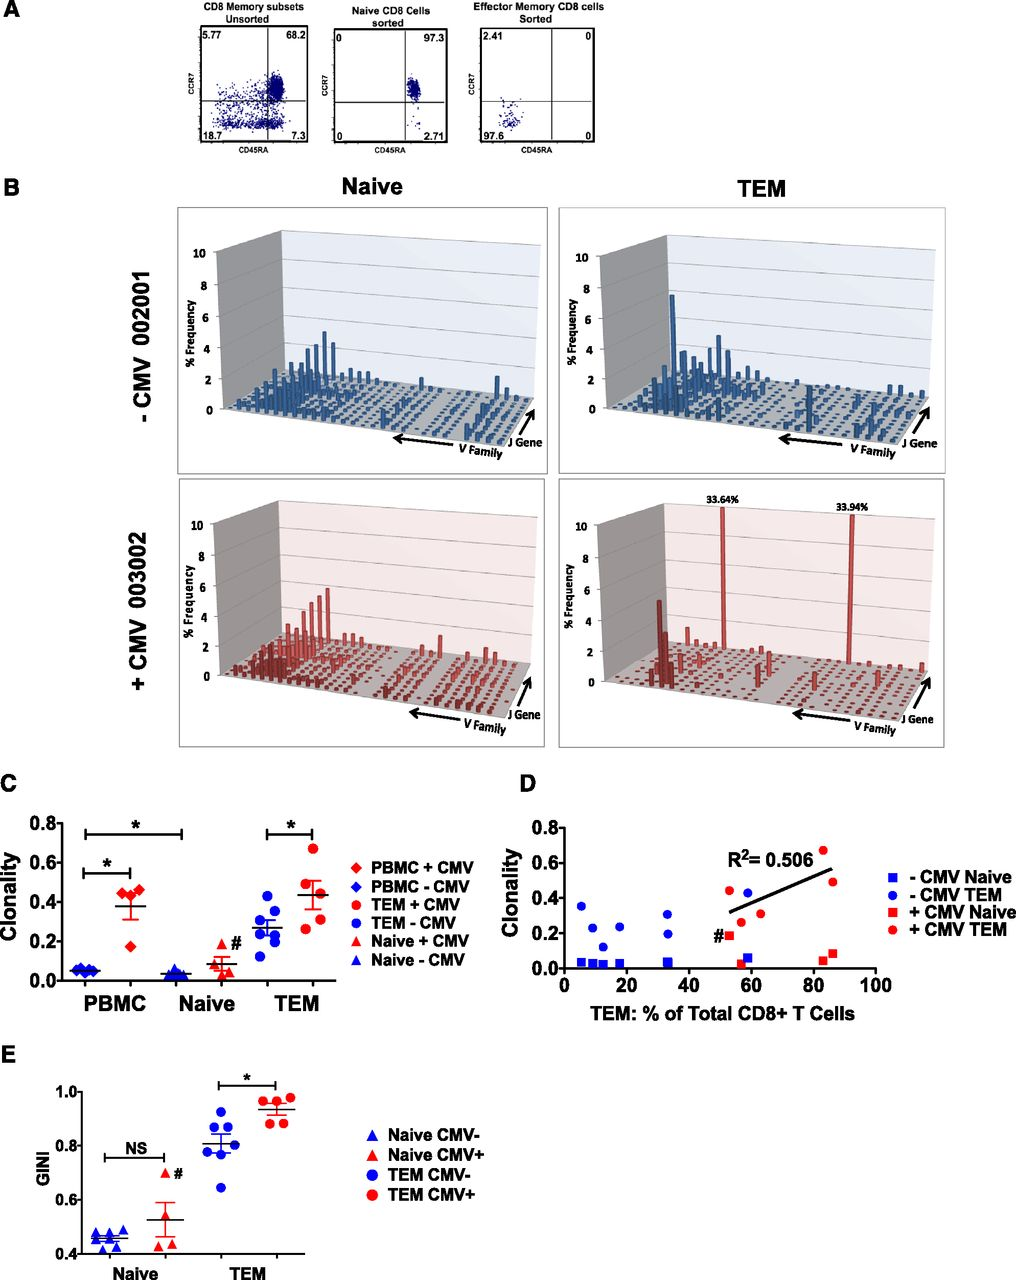 A
CD8 Memory subsets
Unsorted
5.77
68.2
CCR7
18.7
7.3
CD45RA
Naive CD8 Cells
sorted
0
97.3
CCR7
0
2.71
CD45RA
Effector Memory CD8 cells
Sorted
2.41
0
CCR7
97.6
0
CD45RA
B
Naive
TEM
- CMV 002001
% Frequency
10
8
6
4
2
0
V Family
J Gene
% Frequency
10
8
6
4
2
0
V Family
J Gene
+ CMV 003002
% Frequency
10
8
6
4
2
0
V Family
J Gene
33.64%
33.94%
% Frequency
10
8
6
4
2
0
V Family
J Gene
C
Clonality
0.8
0.6
0.4
0.2
0.0
*
*
*
#
PBMC
Naive
TEM
PBMC + CMV
PBMC - CMV
TEM + CMV
TEM - CMV
Naive + CMV
Naive - CMV
D
Clonality
0.8
0.6
0.4
0.2
0.0
R2= 0.506
#
0
20
40
60
80
100
TEM: % of Total CD8+ T Cells
- CMV Naive
- CMV TEM
+ CMV Naive
+ CMV TEM
E
GINI
1.0
0.8
0.6
0.4
NS
#
*
Naive
TEM
Naive CMV-
Naive CMV+
TEM CMV-
TEM CMV+